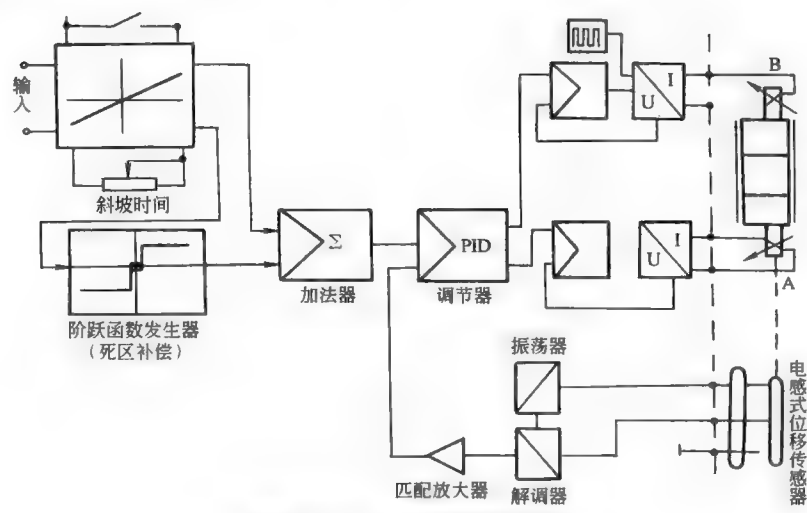 输入
斜坡时间
阶跃函数发生器
（死区补偿）
Σ
加法器
PID
调节器
I
U
B
I
U
A
振荡器
解调器
匹配放大器
电感式位移传感器